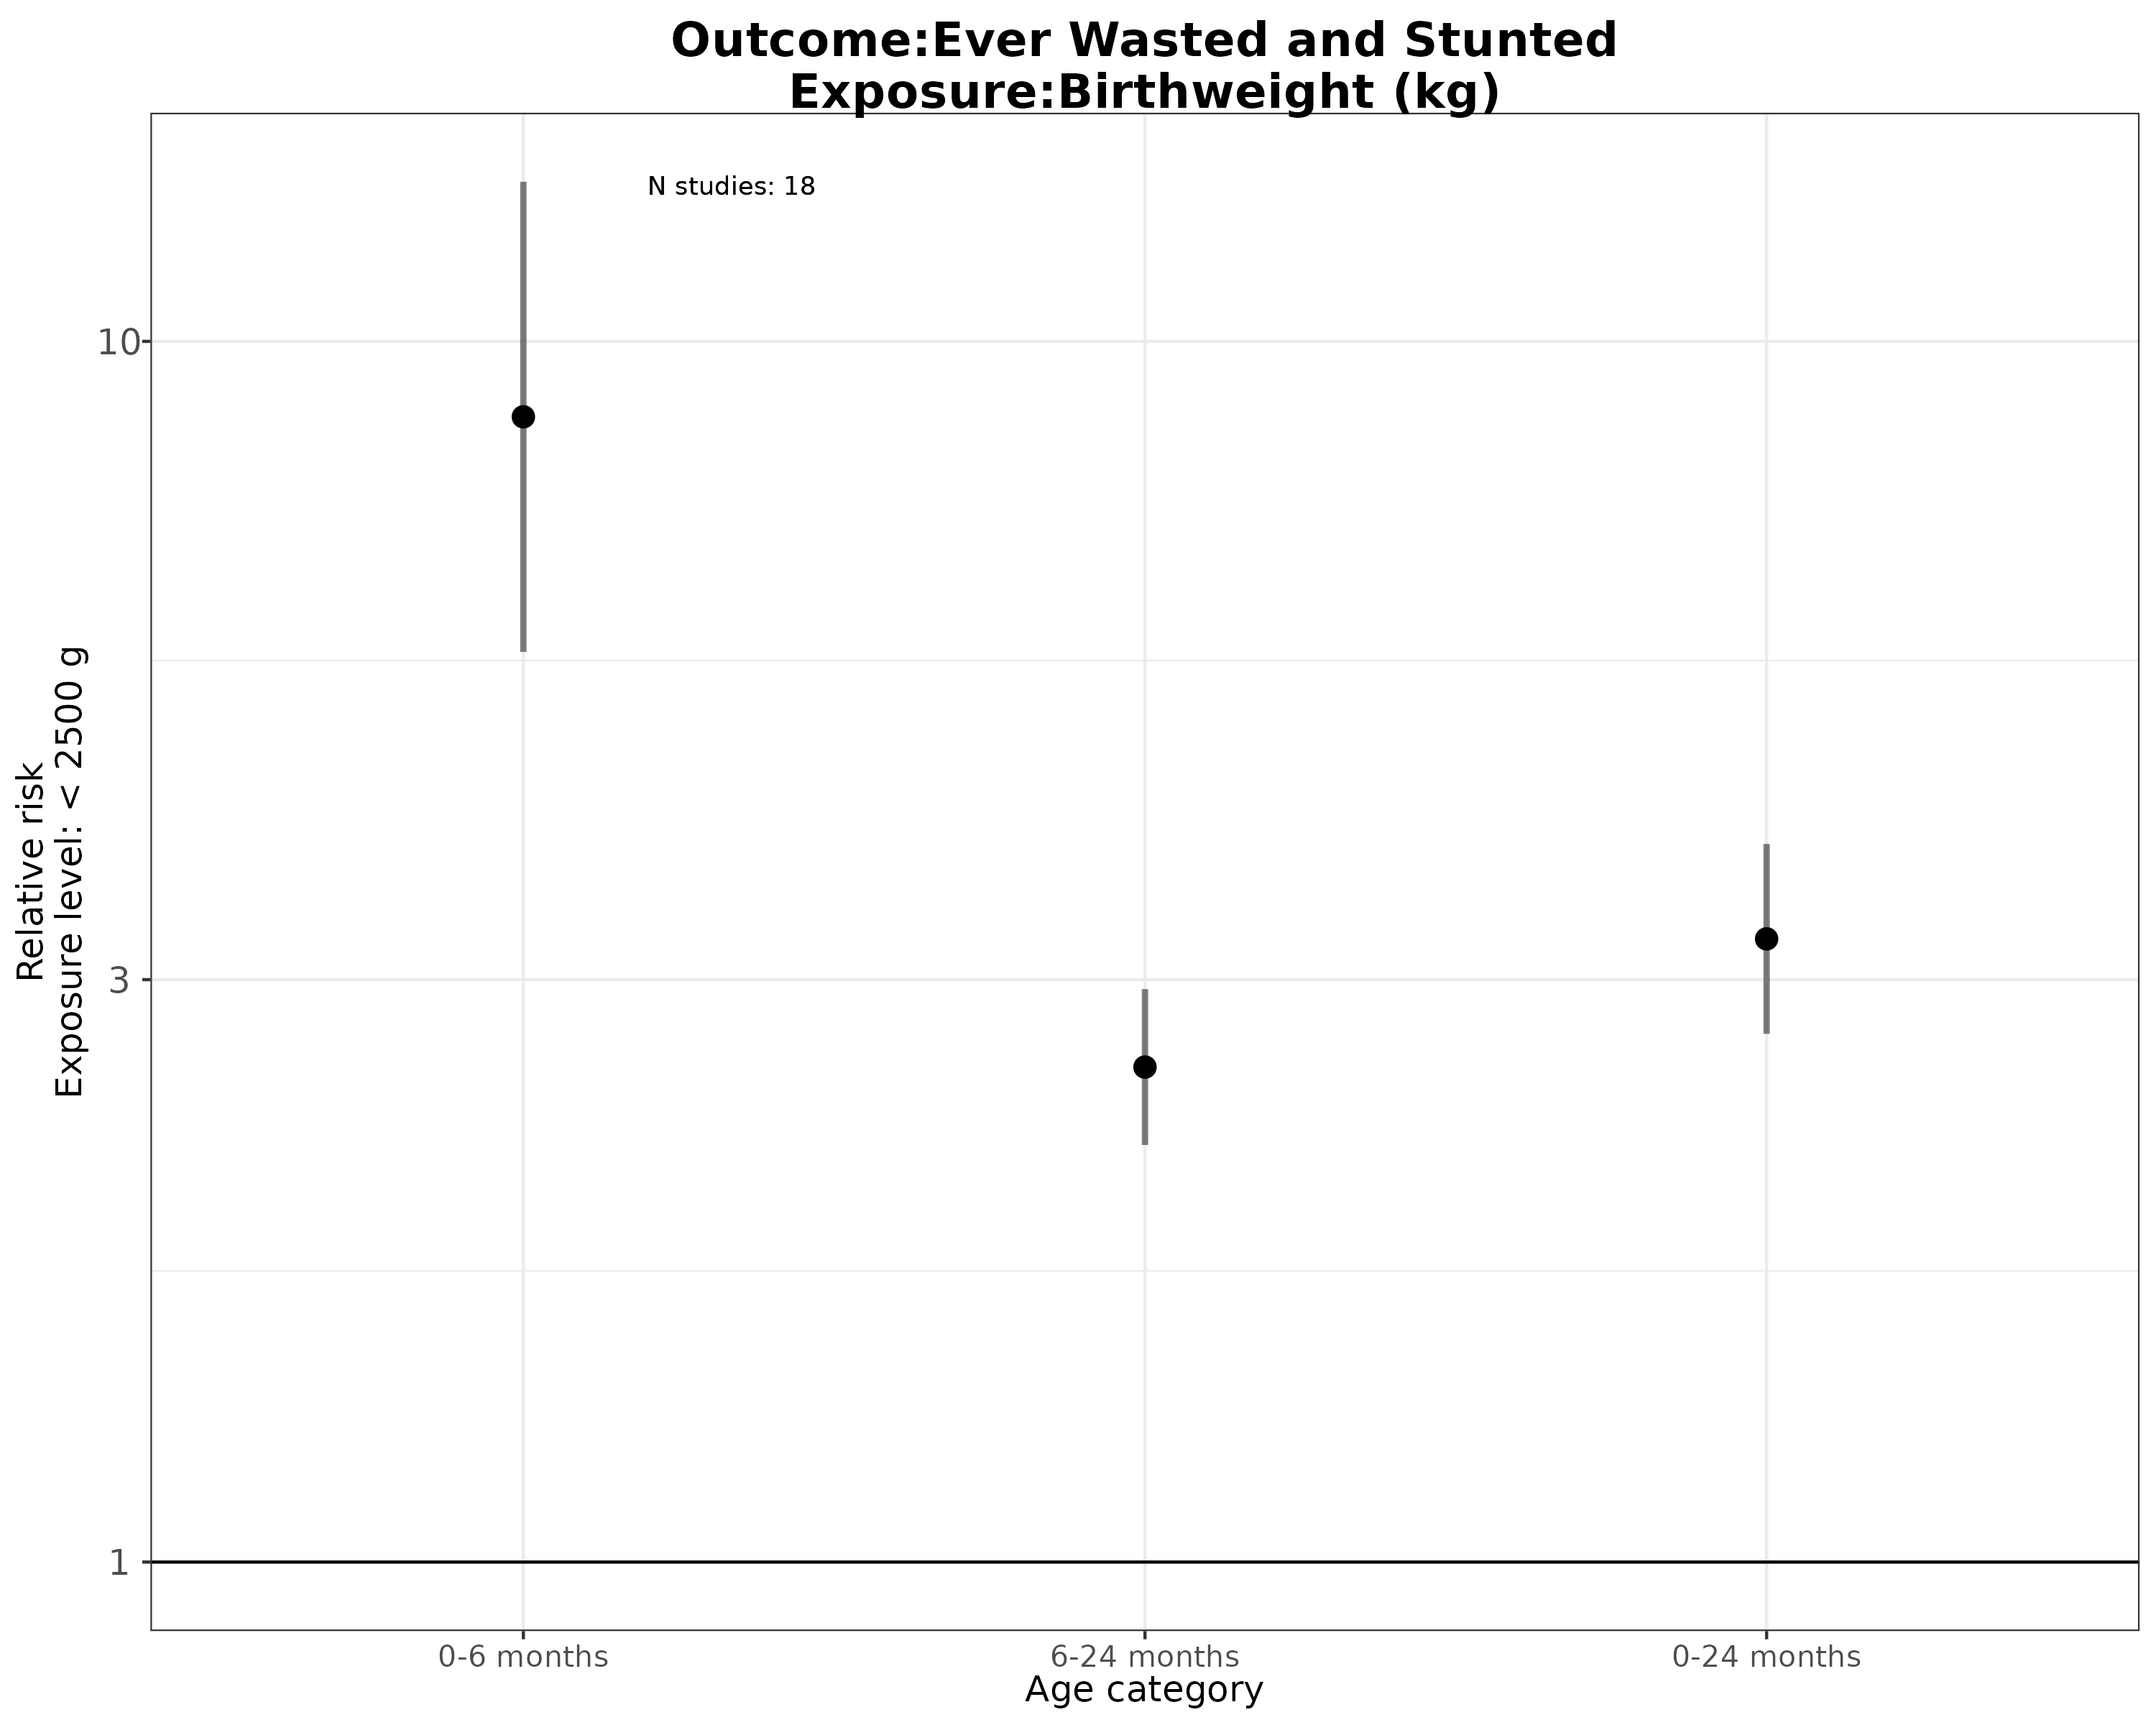 Outcome:Ever Wasted and Stunted
Exposure:Birthweight (kg)
N studies: 18
10
3
1
Relative risk
Exposure level: < 2500 g
0-6 months
6-24 months
0-24 months
Age category